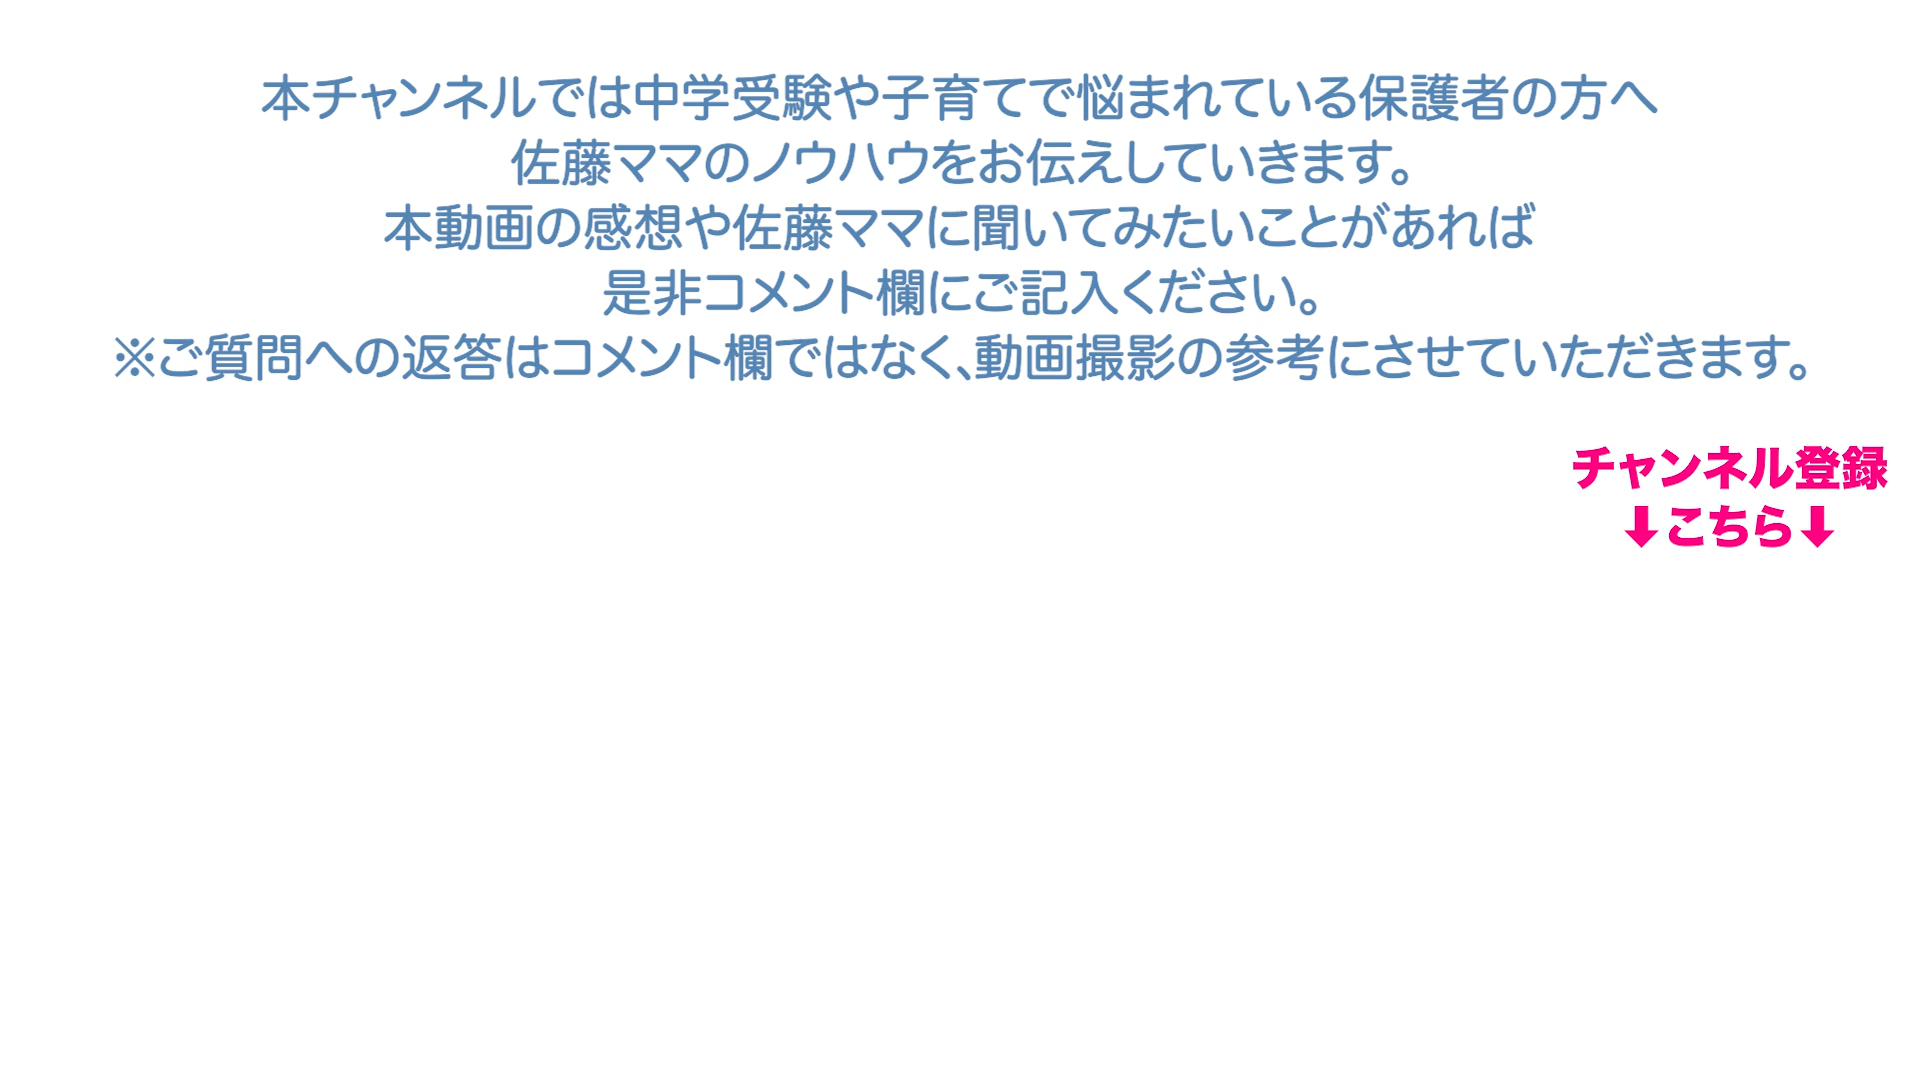 本チャンネルでは中学受験や子育てで悩まれている保護者の方へ
佐藤ママのノウハウをお伝えしていきます。
本動画の感想や佐藤ママに聞いてみたいことがあれば
是非コメント欄にご記入ください。
※ご質問への返答はコメント欄ではなく、動画撮影の参考にさせていただきます。
チャンネル登録
⬇こちら⬇